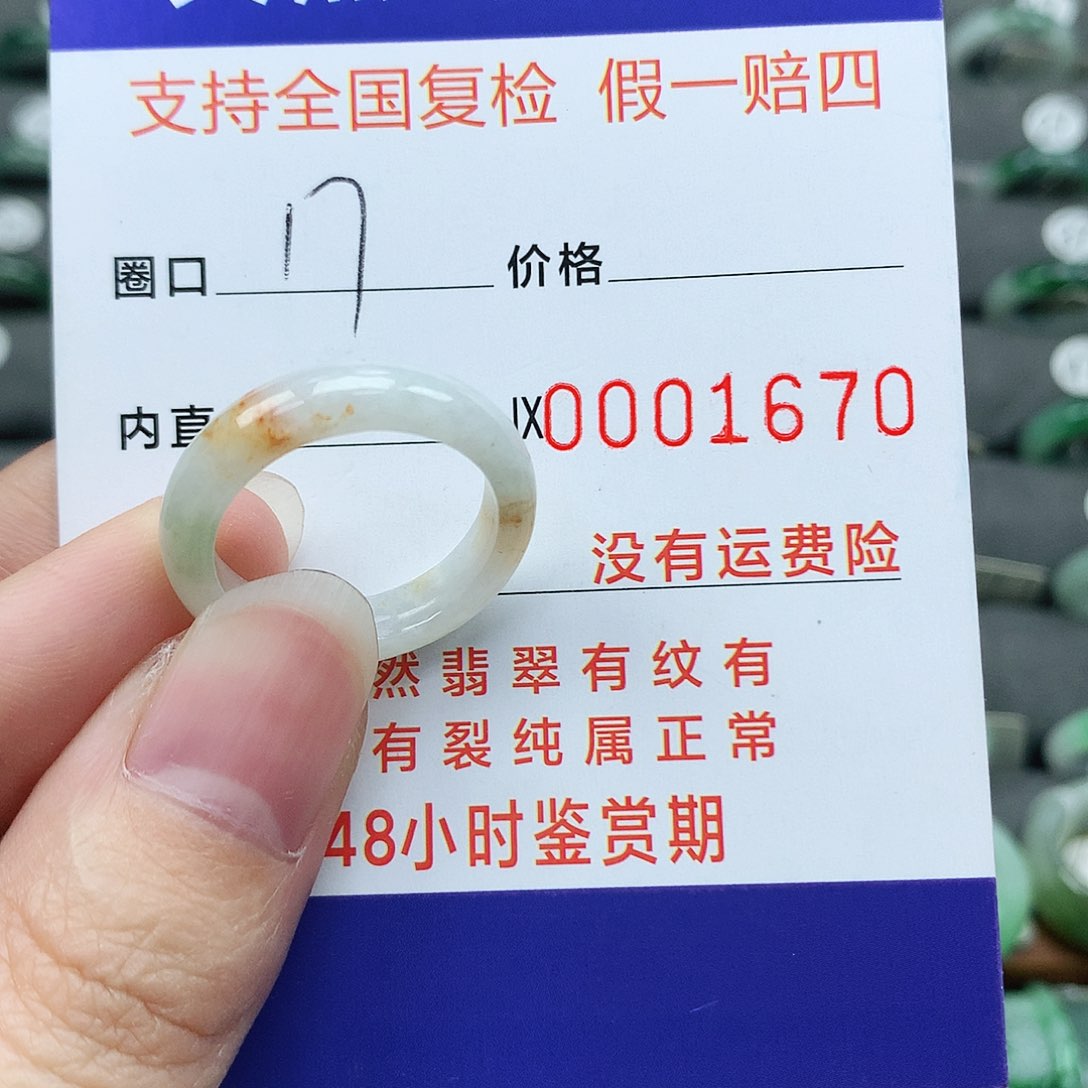 支持全国复检 假一赔四
圈口 17 价格
内直 0001670
没有运费险
然翡翠有纹有
有裂纯属正常
48小时鉴赏期